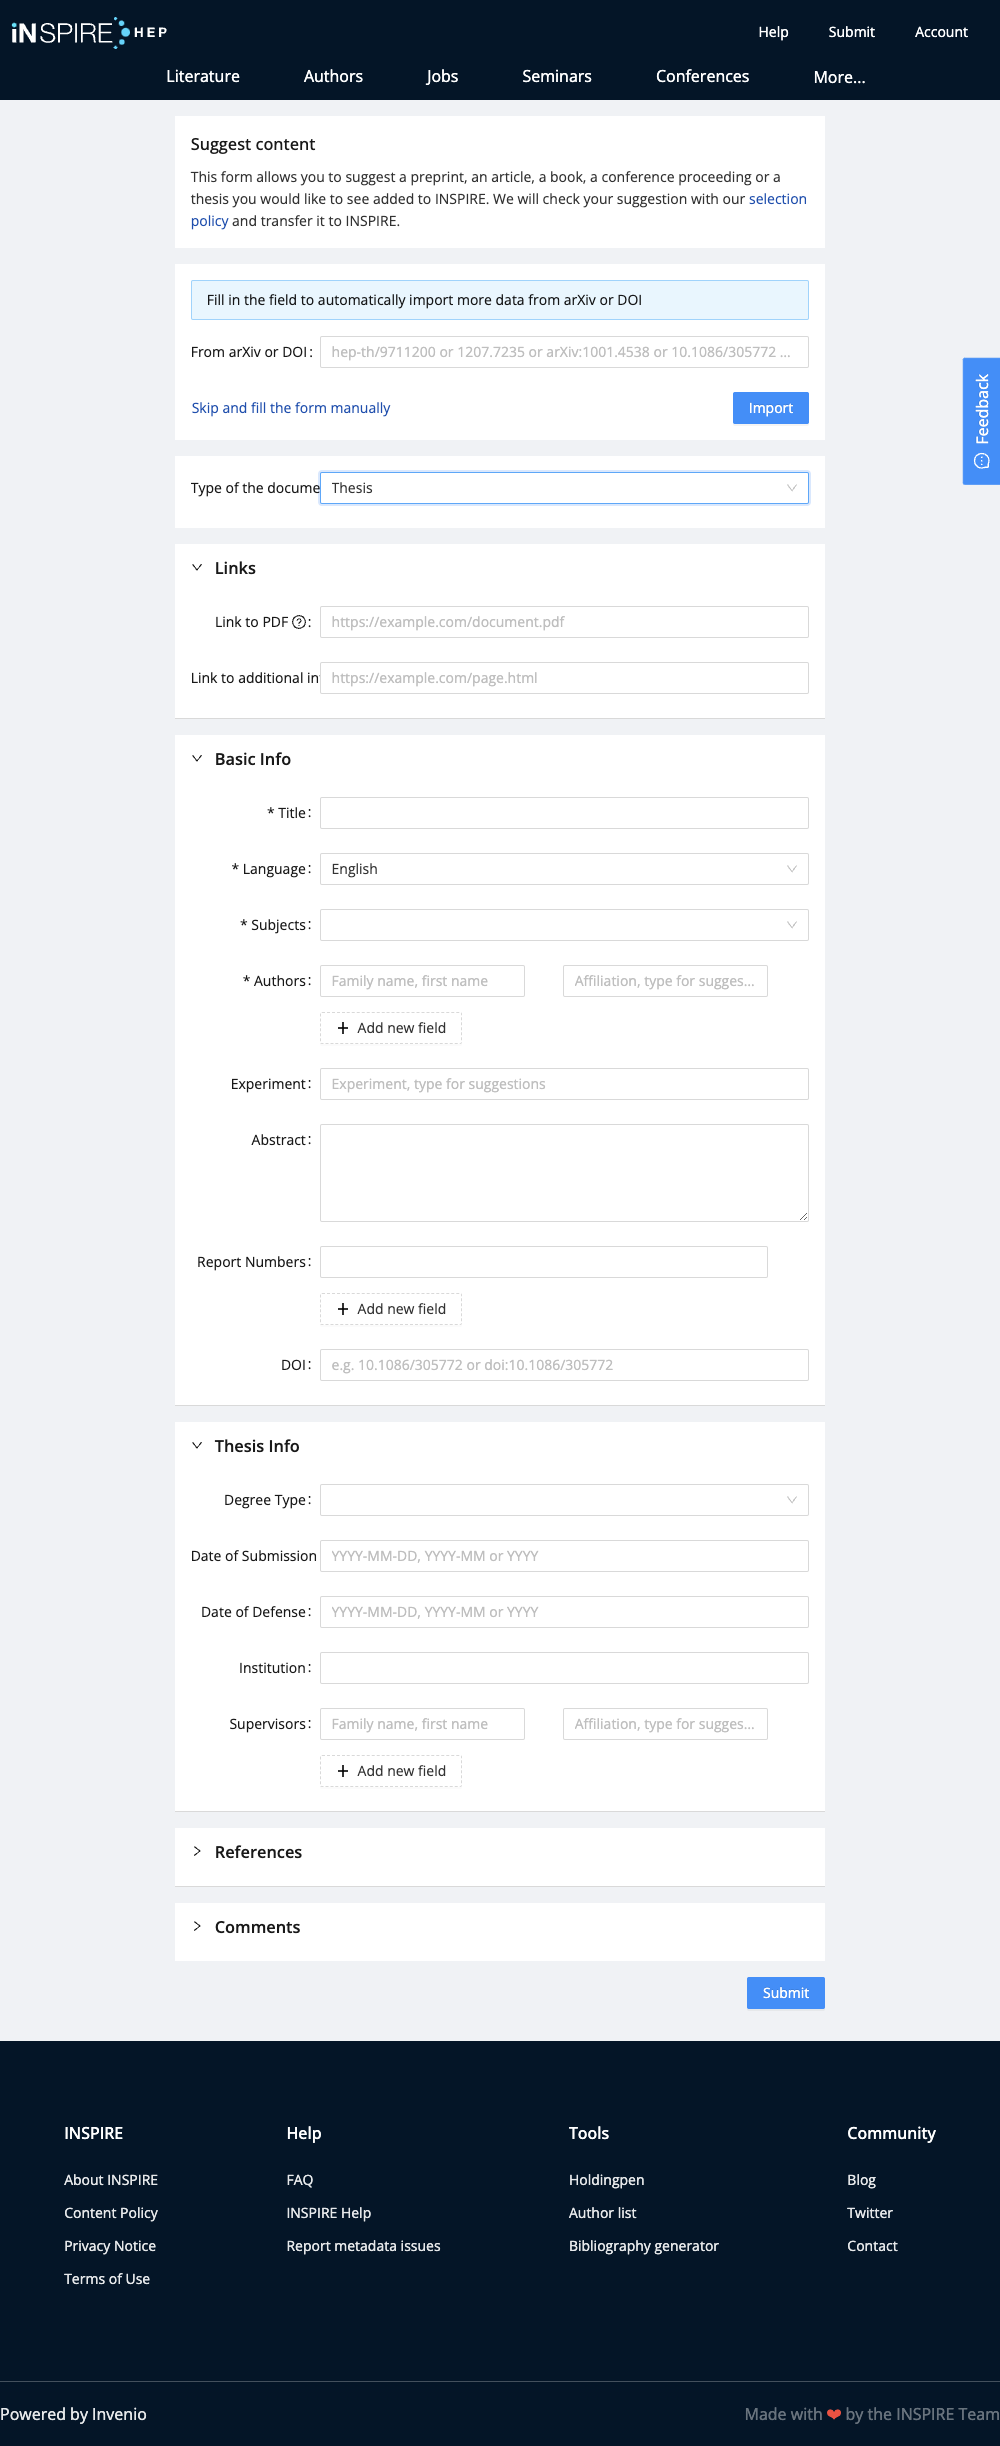 iNSPIRE HEP
Help Submit Account
Literature Authors Jobs Seminars Conferences More...
Suggest content
This form allows you to suggest a preprint, an article, a book, a conference proceeding or a
thesis you would like to see added to INSPIRE. We will check your suggestion with our selection
policy and transfer it to INSPIRE.
Fill in the field to automatically import more data from arXiv or DOI
From arXiv or DOI: hep-th/9711200 or 1207.7235 or arXiv:1001.4538 or 10.1086/305772 ...
Skip and fill the form manually Import
Feedback
Type of the docume Thesis
Links
Link to PDF ?: https://example.com/document.pdf
Link to additional in https://example.com/page.html
Basic Info
* Title:
* Language: English
* Subjects:
* Authors: Family name, first name Affiliation, type for sugges...
+ Add new field
Experiment: Experiment, type for suggestions
Abstract:
Report Numbers:
+ Add new field
DOI: e.g. 10.1086/305772 or doi:10.1086/305772
Thesis Info
Degree Type:
Date of Submission YYYY-MM-DD, YYYY-MM or YYYY
Date of Defense: YYYY-MM-DD, YYYY-MM or YYYY
Institution:
Supervisors: Family name, first name Affiliation, type for sugges...
+ Add new field
References
Comments
Submit
INSPIRE Help Tools Community
About INSPIRE FAQ Holdingpen Blog
Content Policy INSPIRE Help Author list Twitter
Privacy Notice Report metadata issues Bibliography generator Contact
Terms of Use
Powered by Invenio Made with ❤ by the INSPIRE Team